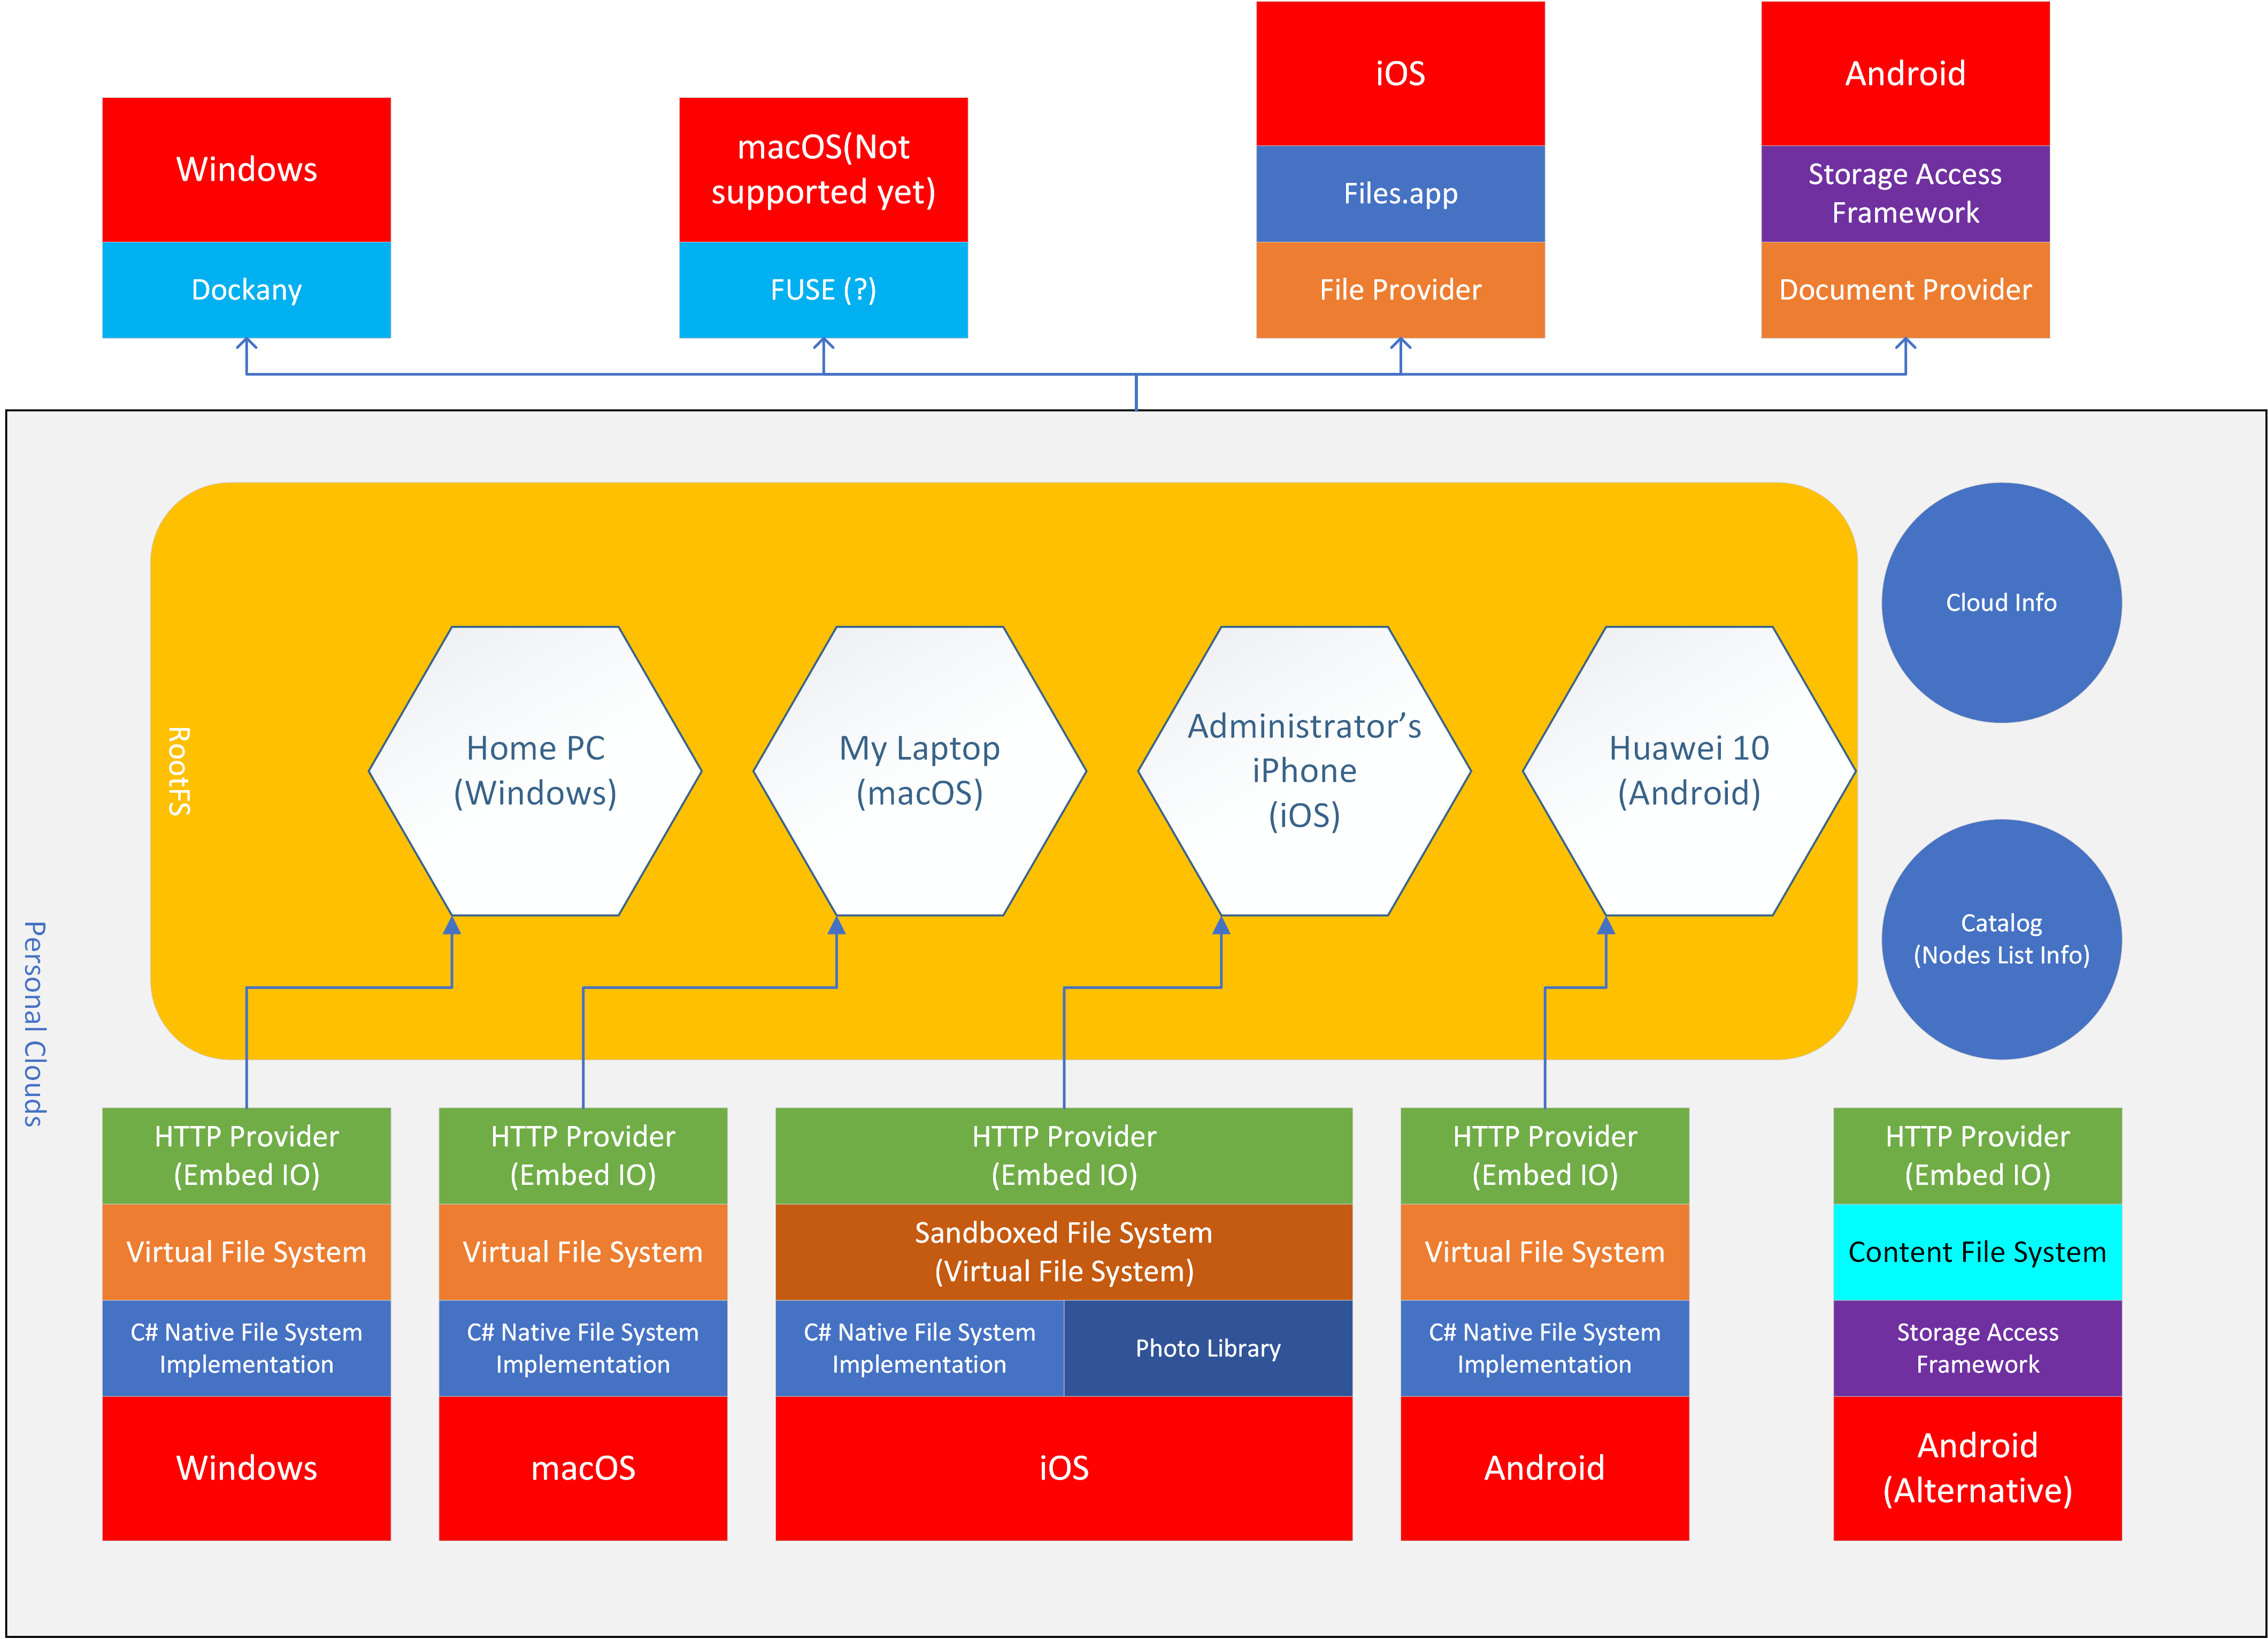 iOS
Android
Windows
macOS(Not
supported yet)
Files.app
Storage Access
Framework
Dockany
FUSE (?)
File Provider
Document Provider
Personal Clouds
RootFS
Home PC
(Windows)
My Laptop
(macOS)
Administrator’s
iPhone
(iOS)
Huawei 10
(Android)
Cloud Info
Catalog
(Nodes List Info)
HTTP Provider
(Embed IO)
Virtual File System
C# Native File System
Implementation
Windows
HTTP Provider
(Embed IO)
Virtual File System
C# Native File System
Implementation
macOS
HTTP Provider
(Embed IO)
Sandboxed File System
(Virtual File System)
C# Native File System
Implementation
Photo Library
iOS
HTTP Provider
(Embed IO)
Virtual File System
C# Native File System
Implementation
Android
HTTP Provider
(Embed IO)
Content File System
Storage Access
Framework
Android
(Alternative)